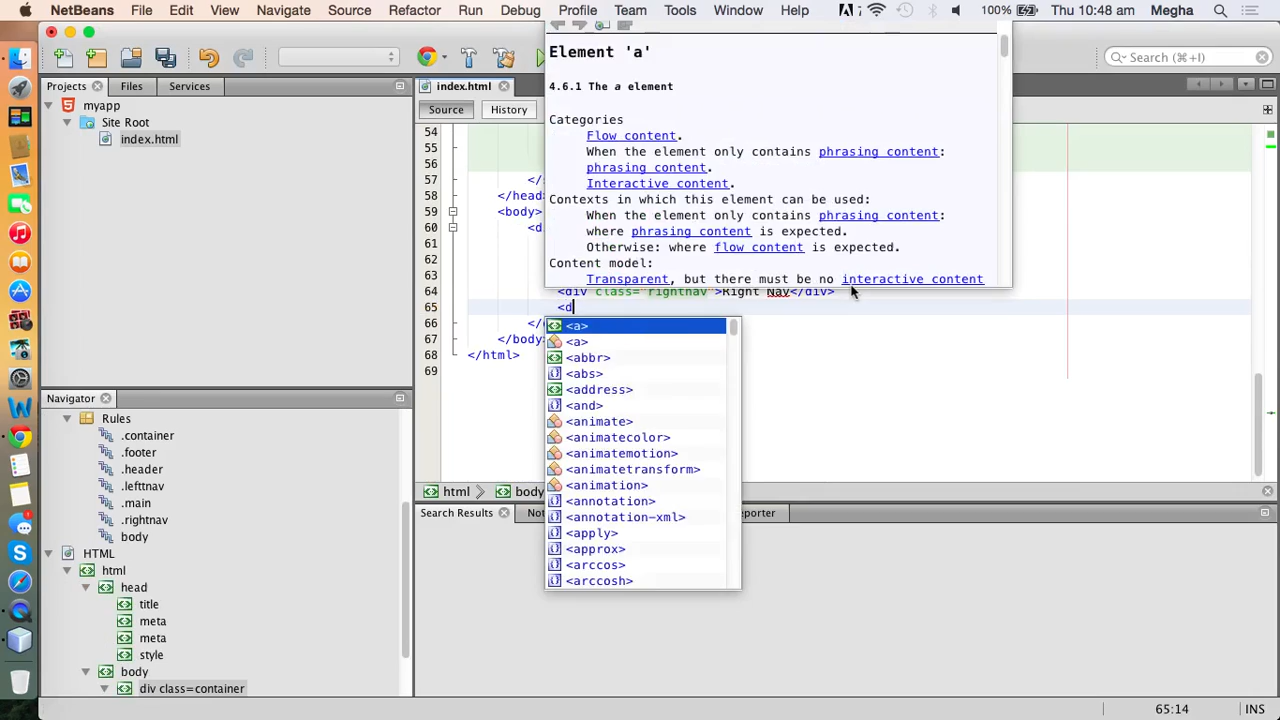 NetBeans File Edit View Navigate Source Refactor Run Debug Profile Team Tools Window Help 7 100% Thu 10:48 am Megha
Search (⌘+I)
Projects Files Services
myapp
Site Root
index.html
index.html
Source History
Element 'a'
4.6.1 The a element
Categories
Flow content.
When the element only contains phrasing content:
phrasing content.
Interactive content.
Contexts in which this element can be used:
When the element only contains phrasing content:
where phrasing content is expected.
Otherwise: where flow content is expected.
Content model:
Transparent, but there must be no interactive content
54
55
56
57 </s
58 </head>
59 <body>
60 <d
61
62
63
64 <div class="rightnav">Right Nav</div>
65 <d
66 </d
67 </body>
68 </html>
69
<a>
<a>
<abbr>
<abs>
<address>
<and>
<animate>
<animatecolor>
<animatemotion>
<animatetransform>
<animation>
<annotation>
<annotation-xml>
<apply>
<approx>
<arccos>
<arccosh>
html body
Search Results Not porter
Navigator
Rules
.container
.footer
.header
.leftnav
.main
.rightnav
body
HTML
html
head
title
meta
meta
style
body
div class=container
65:14 INS